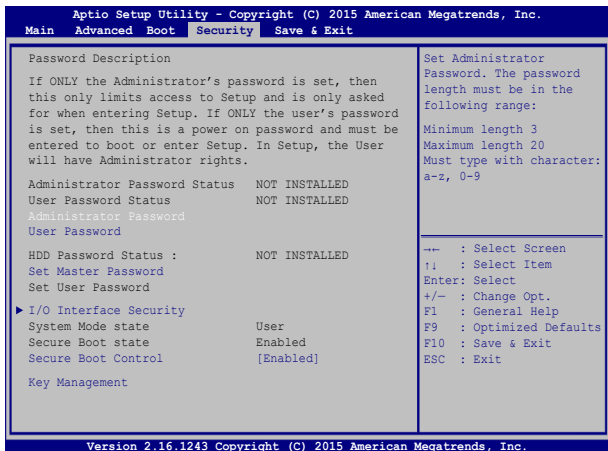 Aptio Setup Utility - Copyright (C) 2015 American Megatrends, Inc.
Main Advanced Boot Security Save & Exit
Password Description
If ONLY the Administrator's password is set, then
this only limits access to Setup and is only asked
for when entering Setup. If ONLY the user's password
is set, then this is a power on password and must be
entered to boot or enter Setup. In Setup, the User
will have Administrator rights.
Administrator Password Status NOT INSTALLED
User Password Status NOT INSTALLED
Administrator Password
User Password
HDD Password Status : NOT INSTALLED
Set Master Password
Set User Password
I/O Interface Security
System Mode state User
Secure Boot state Enabled
Secure Boot Control [Enabled]
Key Management
Set Administrator
Password. The password
length must be in the
following range:
Minimum length 3
Maximum length 20
Must type with character:
a-z, 0-9
→← : Select Screen
↑↓ : Select Item
Enter: Select
+/— : Change Opt.
F1 : General Help
F9 : Optimized Defaults
F10 : Save & Exit
ESC : Exit
Version 2.16.1243 Copyright (C) 2015 American Megatrends, Inc.